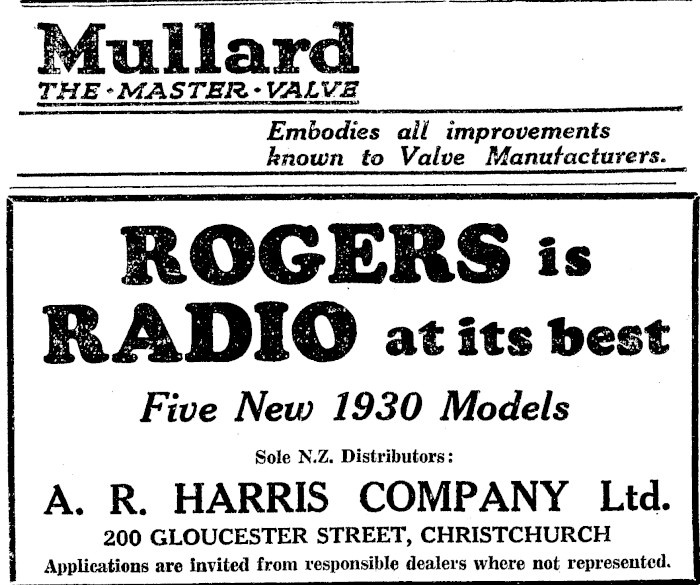 Mullard
THE · MASTER · VALVE
Embodies all improvements
known to Valve Manufacturers.
ROGERS is
RADIO at its best
Five New 1930 Models
Sole N.Z. Distributors:
A. R. HARRIS COMPANY Ltd.
200 GLOUCESTER STREET, CHRISTCHURCH
Applications are invited from responsible dealers where not represented.